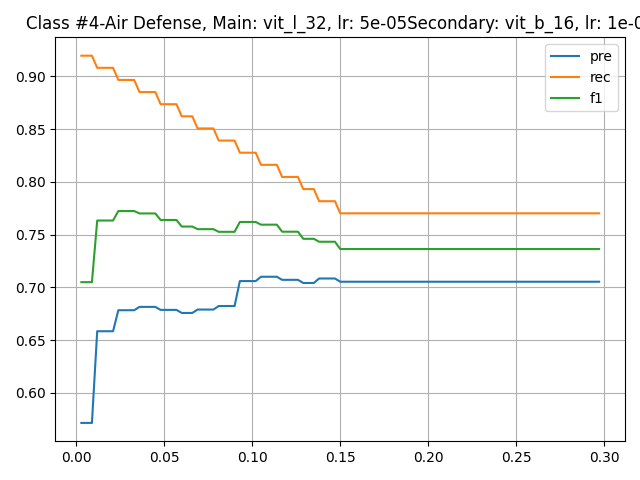 Class #4-Air Defense, Main: vit_l_32, lr: 5e-05Secondary: vit_b_16, lr: 1e-0
pre
rec
f1
0.90
0.85
0.80
0.75
0.70
0.65
0.60
0.00 0.05 0.10 0.15 0.20 0.25 0.30